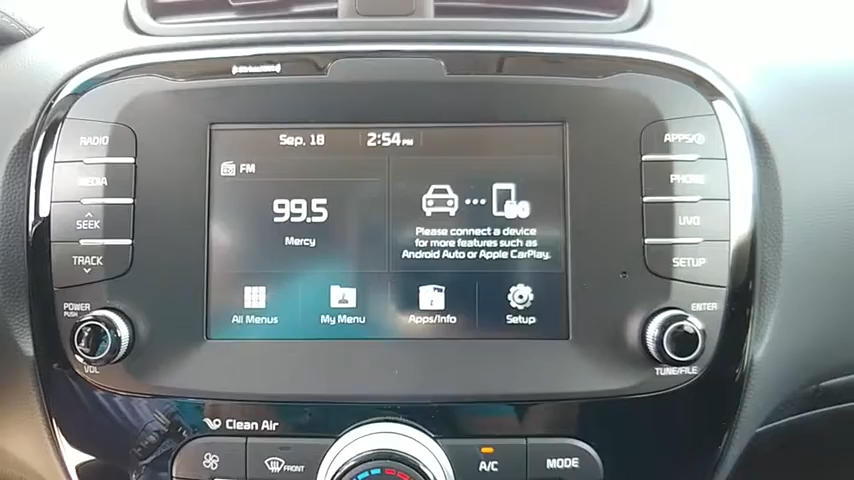 ((SiriusXM))
Sep. 18 2:54 PM
FM
99.5
Mercy
Please connect a device
for more features such as
Android Auto or Apple CarPlay.
All Menus
My Menu
Apps/Info
Setup
RADIO
MEDIA
SEEK
TRACK
POWER
PUSH
VOL
APPS
PHONE
UVO
SETUP
ENTER
TUNE/FILE
Clean Air
FRONT
A/C
MODE